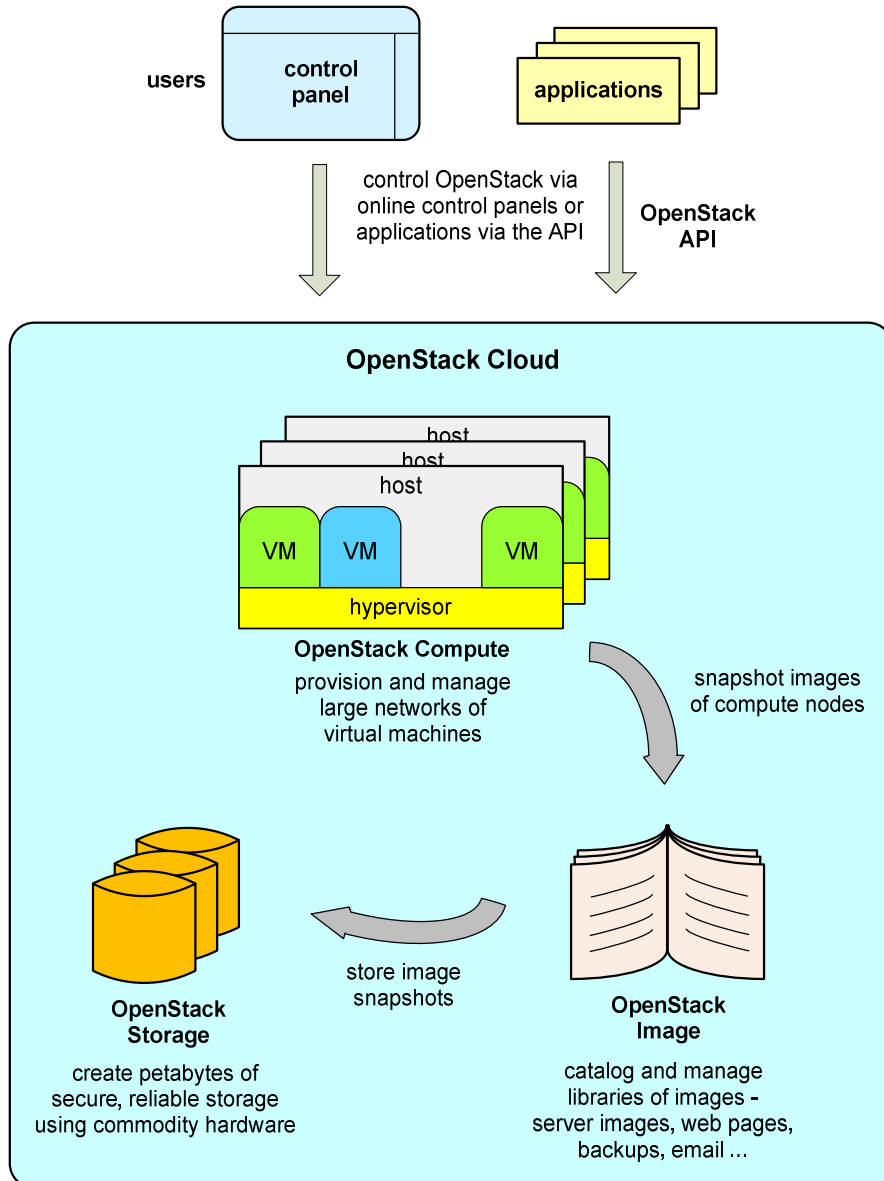 users
control
panel
applications
control OpenStack via
online control panels or
applications via the API
OpenStack
API
OpenStack Cloud
host
host
host
VM
VM
VM
hypervisor
OpenStack Compute
provision and manage
large networks of
virtual machines
snapshot images
of compute nodes
store image
snapshots
OpenStack
Storage
create petabytes of
secure, reliable storage
using commodity hardware
OpenStack
Image
catalog and manage
libraries of images -
server images, web pages,
backups, email ...